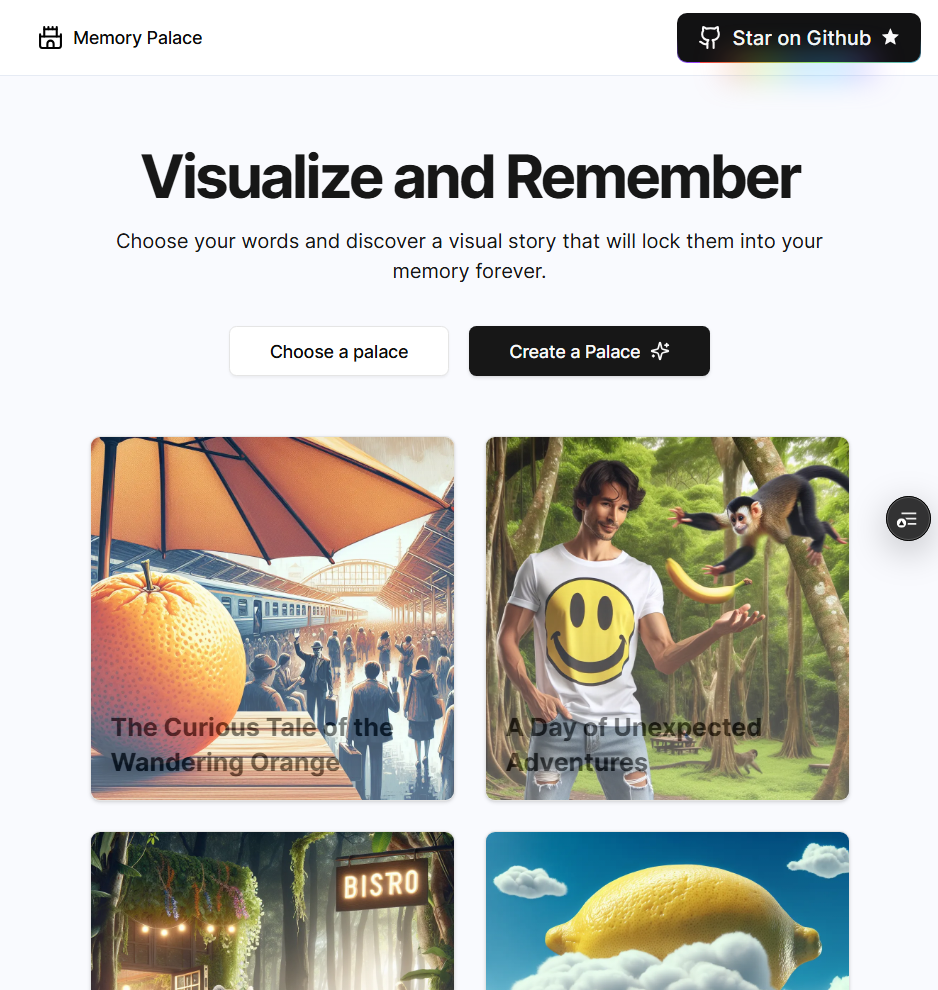 Memory Palace
Star on Github
Visualize and Remember
Choose your words and discover a visual story that will lock them into your
memory forever.
Choose a palace
Create a Palace
The Curious Tale of the
Wandering Orange
A Day of Unexpected
Adventures
BISTRO